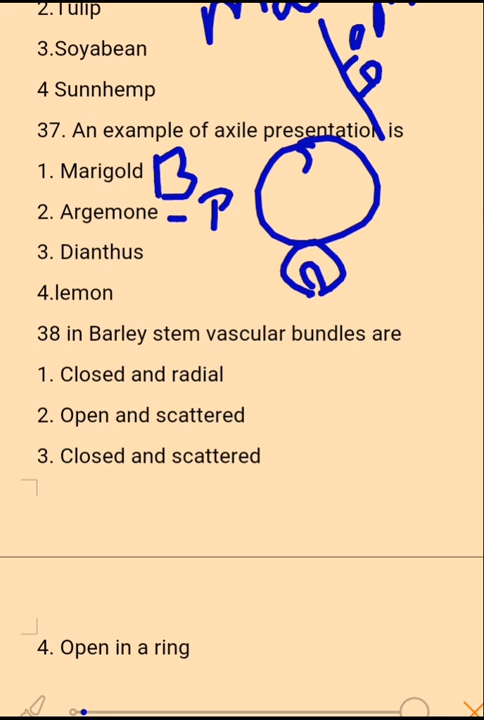 2.Tulip
3.Soyabean
4 Sunnhemp
37. An example of axile presentation is
1. Marigold B
2. Argemone - P
3. Dianthus
4.lemon
38 in Barley stem vascular bundles are
1. Closed and radial
2. Open and scattered
3. Closed and scattered
4. Open in a ring